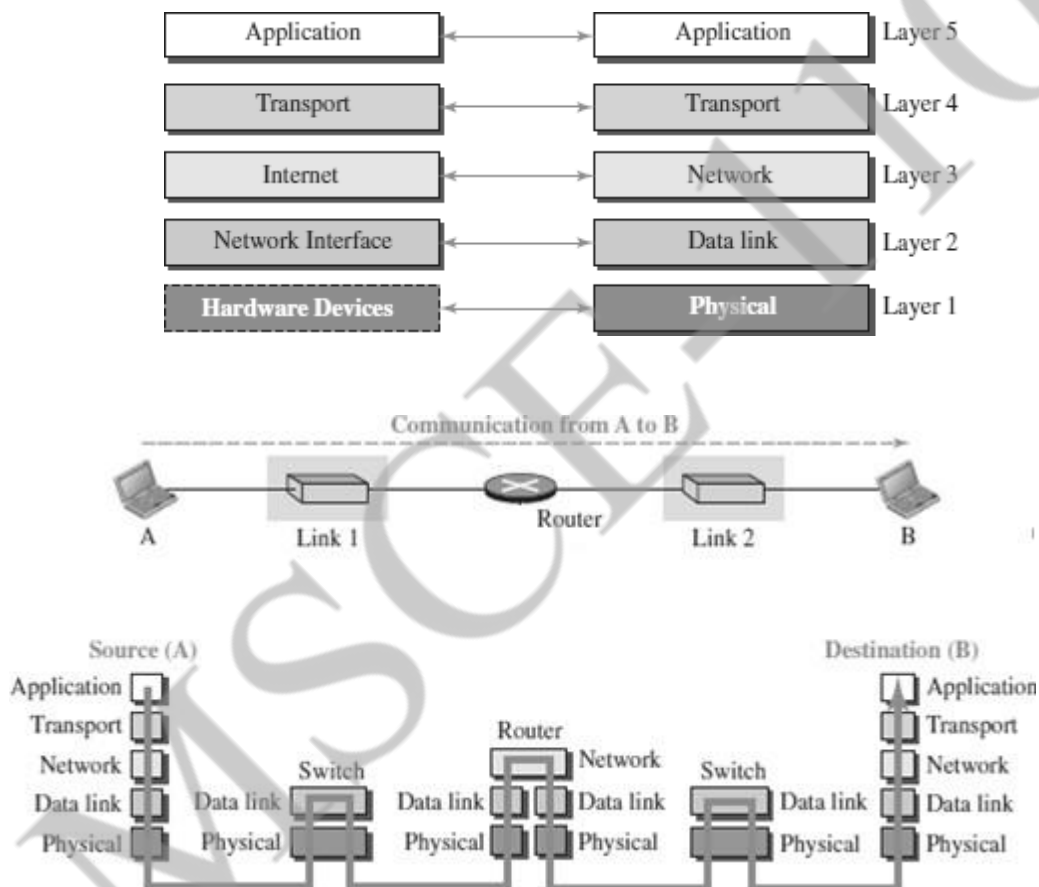 Application Application Layer 5
Transport Transport Layer 4
Internet Network Layer 3
Network Interface Data link Layer 2
Hardware Devices Physical Layer 1
Communication from A to B
A Link 1 Router Link 2 B
Source (A) Destination (B)
Application Application
Transport Transport
Router
Network Switch Network Switch Network
Data link Data link Data link Data link Data link Data link
Physical Physical Physical Physical Physical Physical
MSCE-110